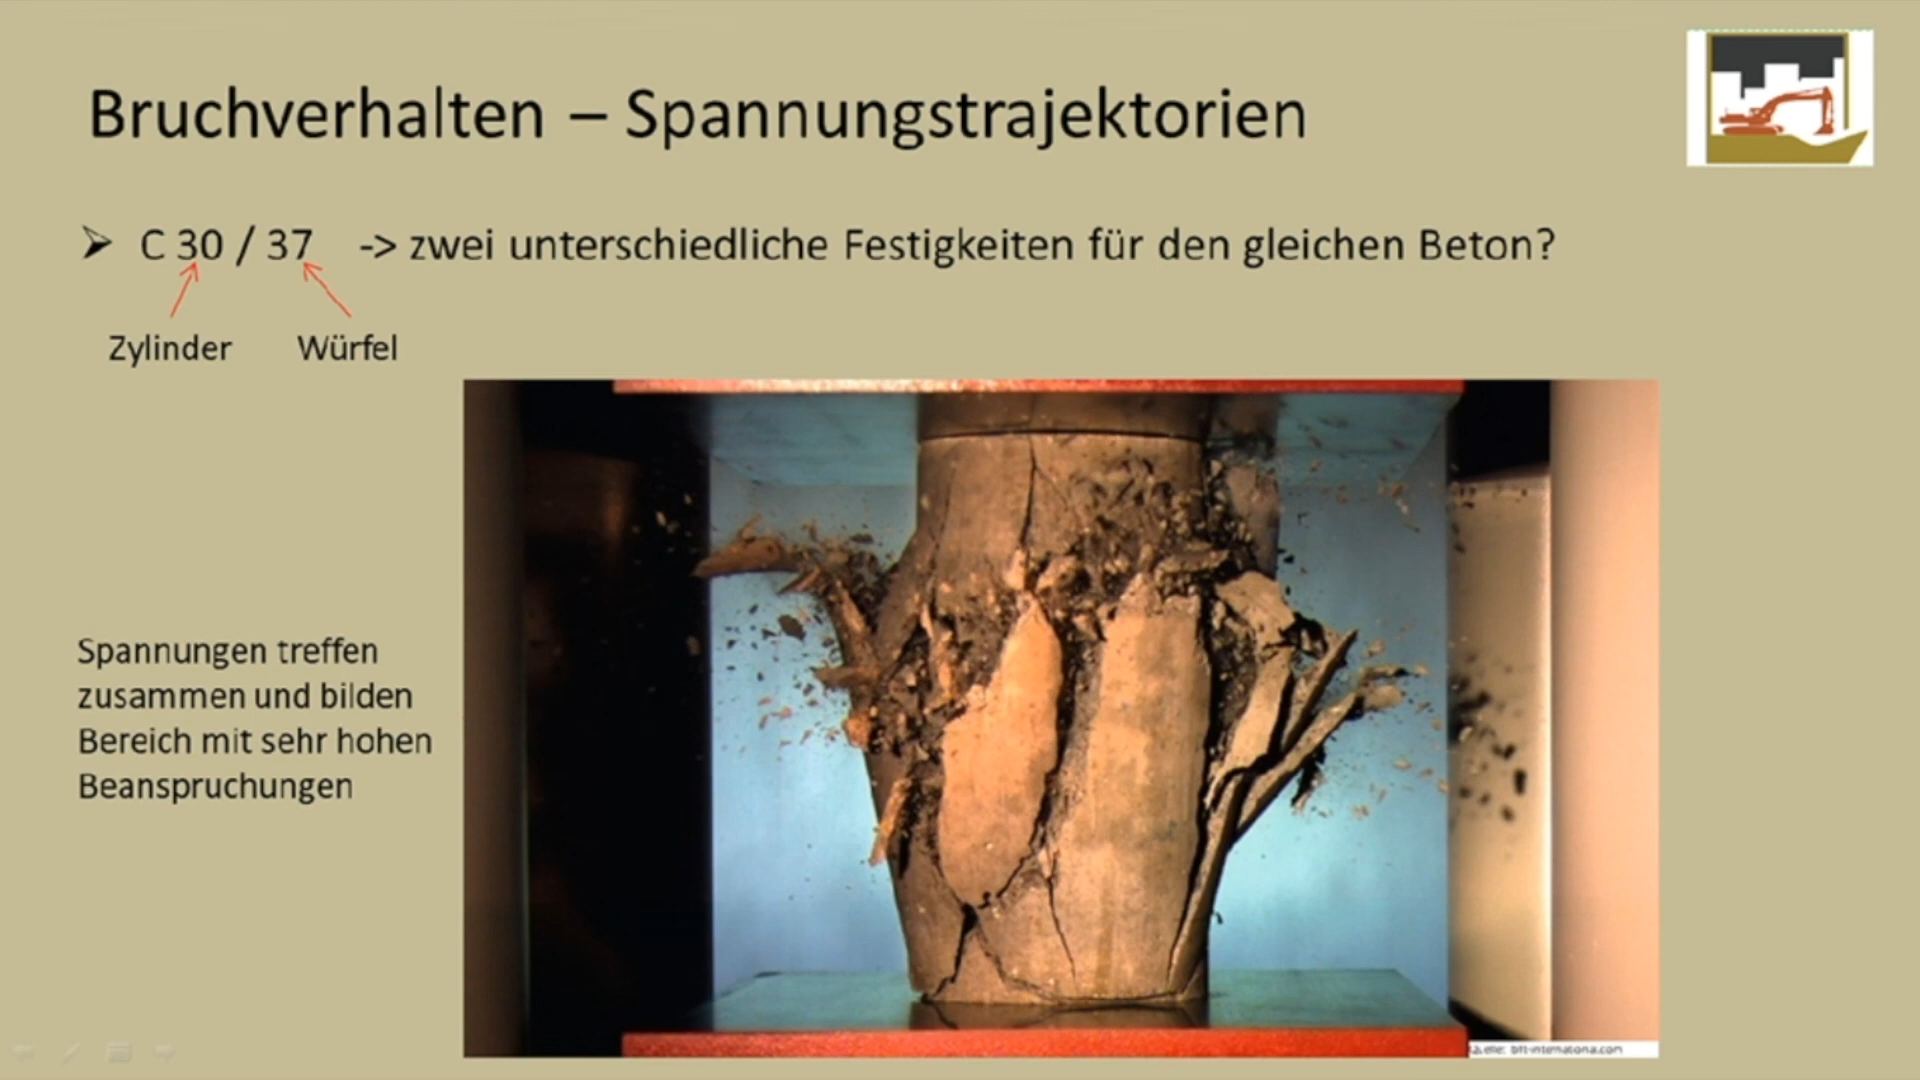 Bruchverhalten – Spannungstrajektorien
➢ C 30 / 37 -> zwei unterschiedliche Festigkeiten für den gleichen Beton?
Zylinder Würfel
Spannungen treffen
zusammen und bilden
Bereich mit sehr hohen
Beanspruchungen